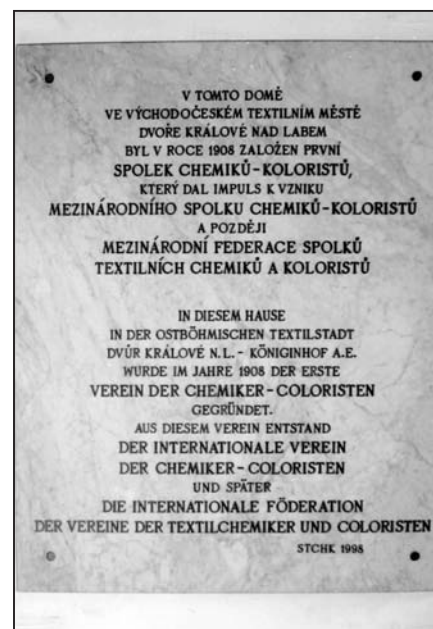 V TOMTO DOMĚ
VE VÝCHODOČESKÉM TEXTILNÍM MĚSTĚ
DVOŘE KRÁLOVÉ NAD LABEM
BYL V ROCE 1908 ZALOŽEN PRVNÍ
SPOLEK CHEMIKŮ-KOLORISTŮ,
KTERÝ DAL IMPULS K VZNIKU
MEZINÁRODNÍHO SPOLKU CHEMIKŮ-KOLORISTŮ
A POZDĚJI
MEZINÁRODNÍ FEDERACE SPOLKŮ
TEXTILNÍCH CHEMIKŮ A KOLORISTŮ
IN DIESEM HAUSE
IN DER OSTBÖHMISCHEN TEXTILSTADT
DVŮR KRÁLOVÉ N.L.- KÖNIGINHOF A.E.
WURDE IM JAHRE 1908 DER ERSTE
VEREIN DER CHEMIKER-COLORISTEN
GEGRÜNDET.
AUS DIESEM VEREIN ENTSTAND
DER INTERNATIONALE VEREIN
DER CHEMIKER-COLORISTEN
UND SPÄTER
DIE INTERNATIONALE FÖDERATION
DER VEREINE DER TEXTILCHEMIKER UND COLORISTEN
STCHK 1998